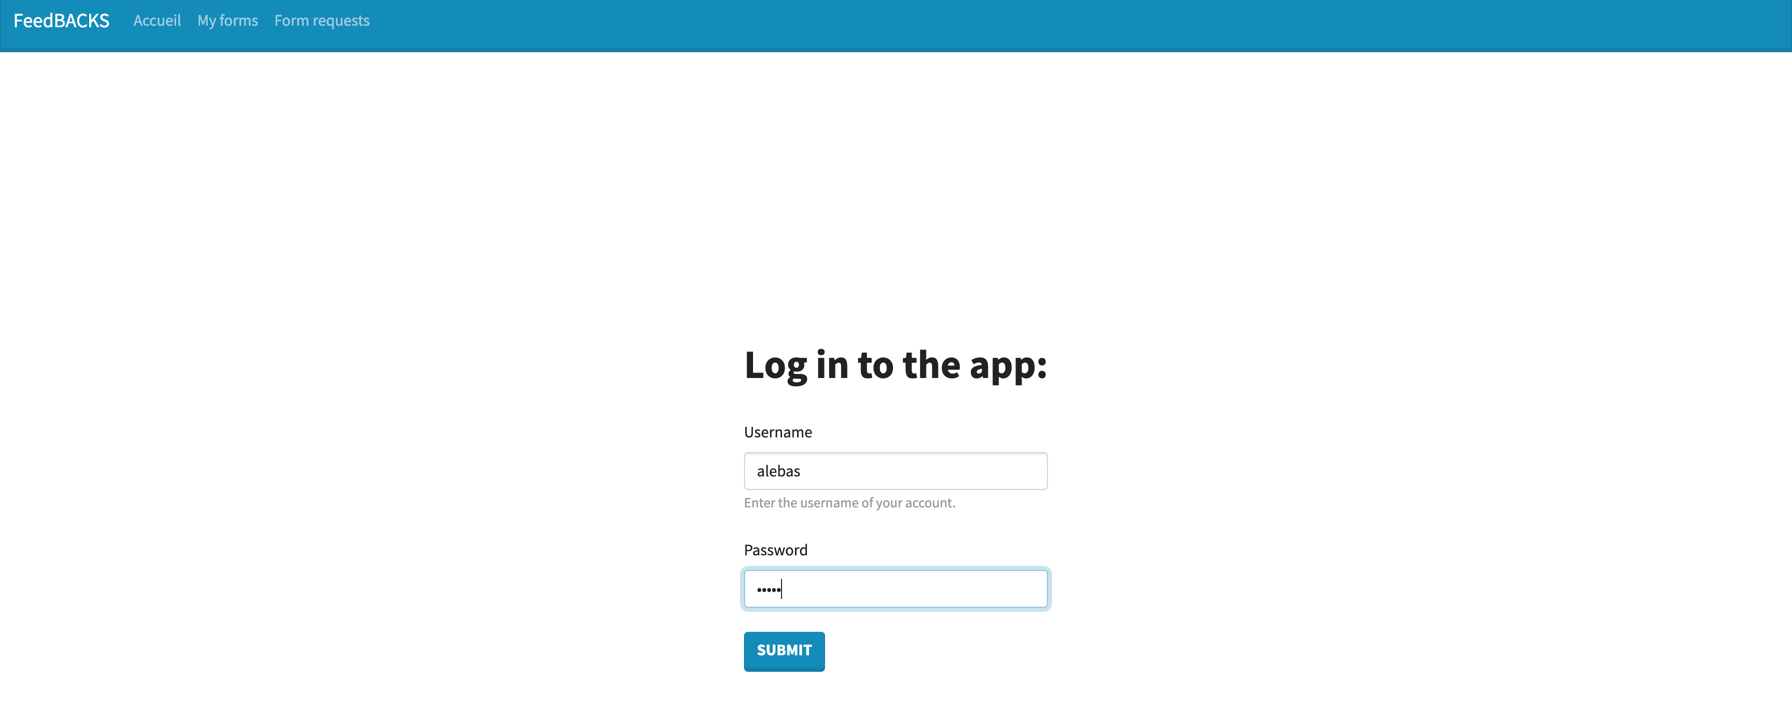 FeedBACKS Accueil My forms Form requests
Log in to the app:
Username
alebas
Enter the username of your account.
Password
•••••
SUBMIT